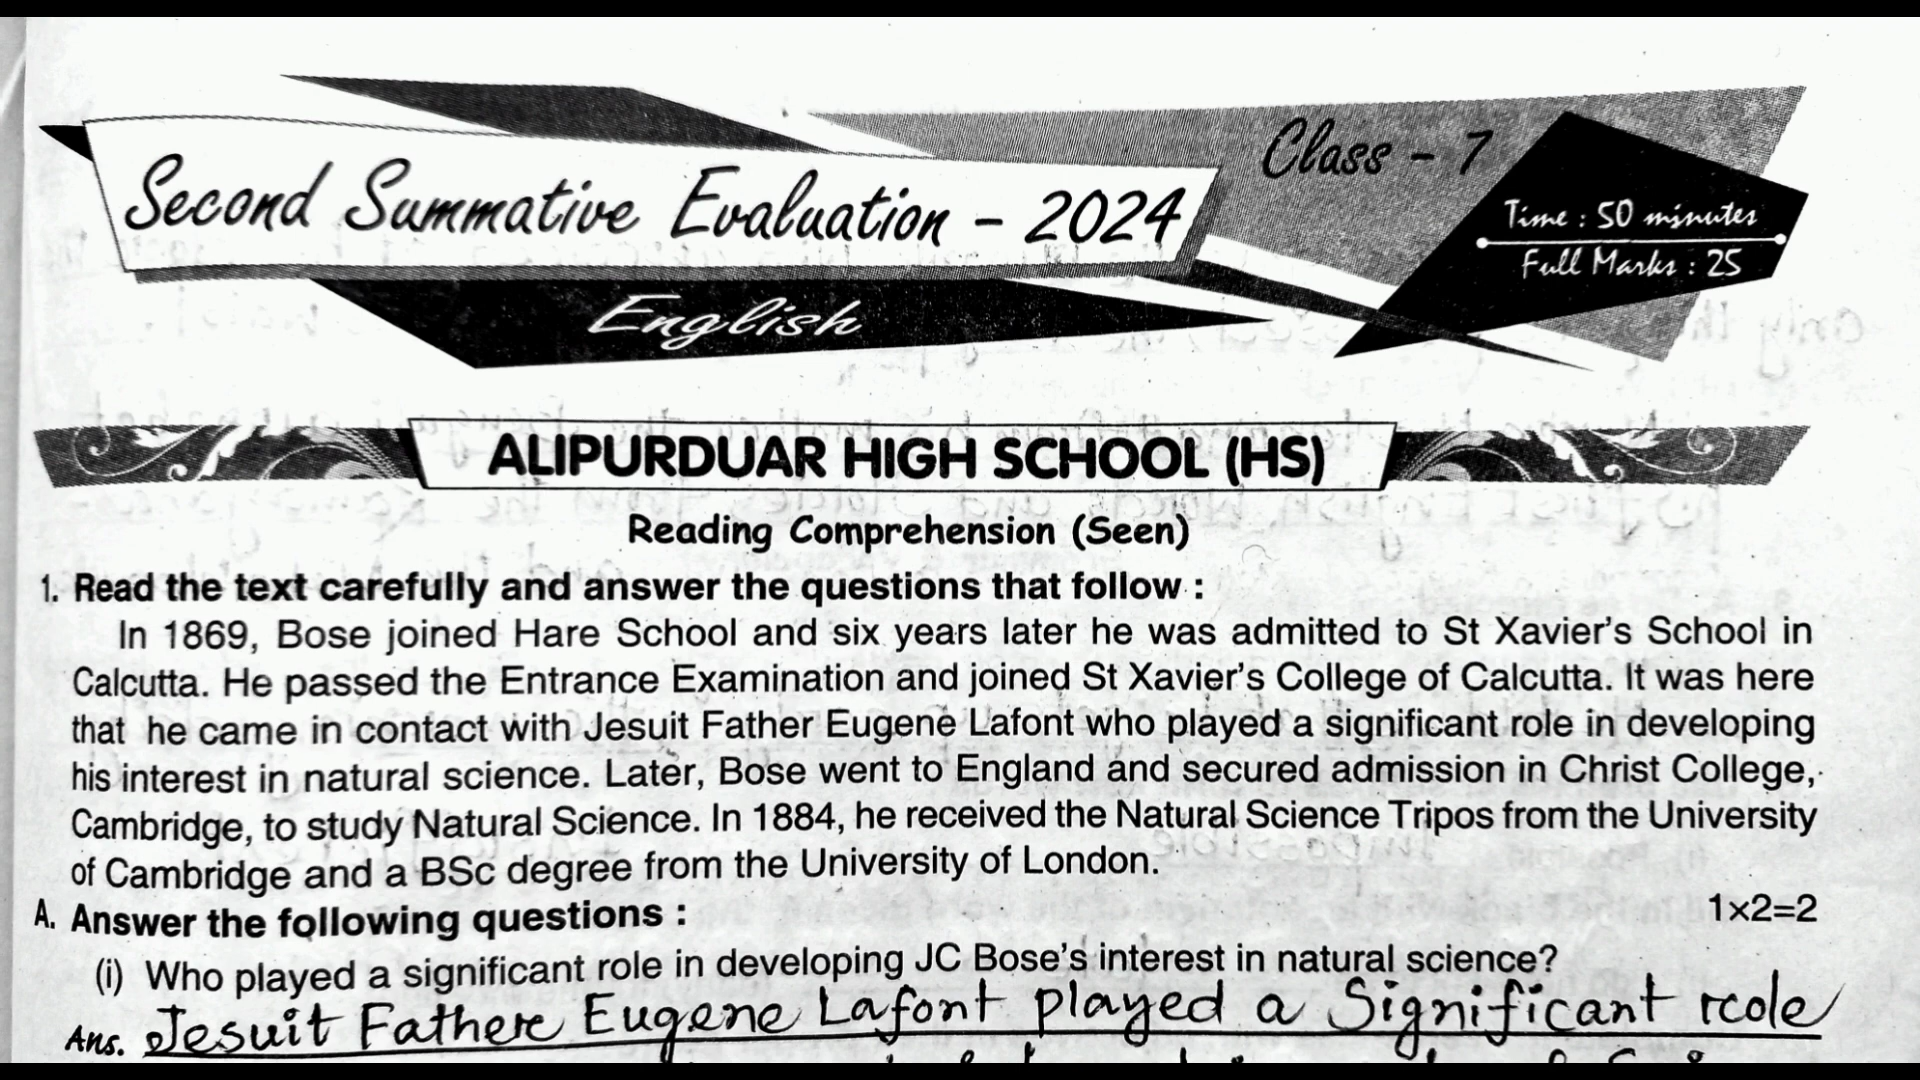 Second Summative Evaluation - 2024
Class - 7
Time : 50 minutes
Full Marks : 25
English
ALIPURDUAR HIGH SCHOOL (HS)
Reading Comprehension (Seen)
1. Read the text carefully and answer the questions that follow :
In 1869, Bose joined Hare School and six years later he was admitted to St Xavier's School in
Calcutta. He passed the Entrance Examination and joined St Xavier's College of Calcutta. It was here
that he came in contact with Jesuit Father Eugene Lafont who played a significant role in developing
his interest in natural science. Later, Bose went to England and secured admission in Christ College,
Cambridge, to study Natural Science. In 1884, he received the Natural Science Tripos from the University
of Cambridge and a BSc degree from the University of London.
A. Answer the following questions : 1x2=2
(i) Who played a significant role in developing JC Bose's interest in natural science?
Ans. Jesuit Father Eugene Lafont played a Significant role